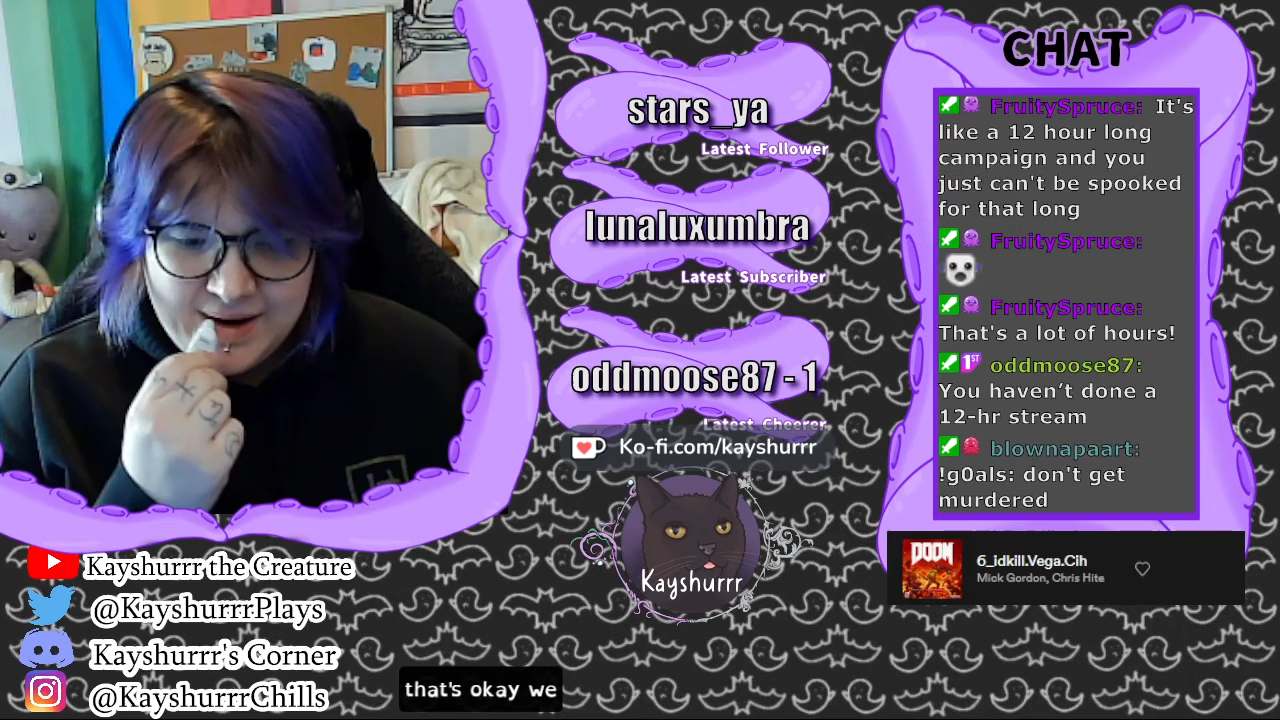 stars_ya
Latest Follower
lunaluxumbra
Latest Subscriber
oddmoose87 - 1
Latest Cheerer
Ko-fi.com/kayshurrr
Kayshurrr
CHAT
FruitySpruce: It's
like a 12 hour long
campaign and you
just can't be spooked
for that long
FruitySpruce:
FruitySpruce:
That's a lot of hours!
1ST oddmoose87:
You haven't done a
12-hr stream
blownapaart:
!g0als: don't get
murdered
DOOM
6_idkill.Vega.Cih
Mick Gordon, Chris Hite
Kayshurrr the Creature
@KayshurrrPlays
Kayshurrr's Corner
@KayshurrrChills
that's okay we